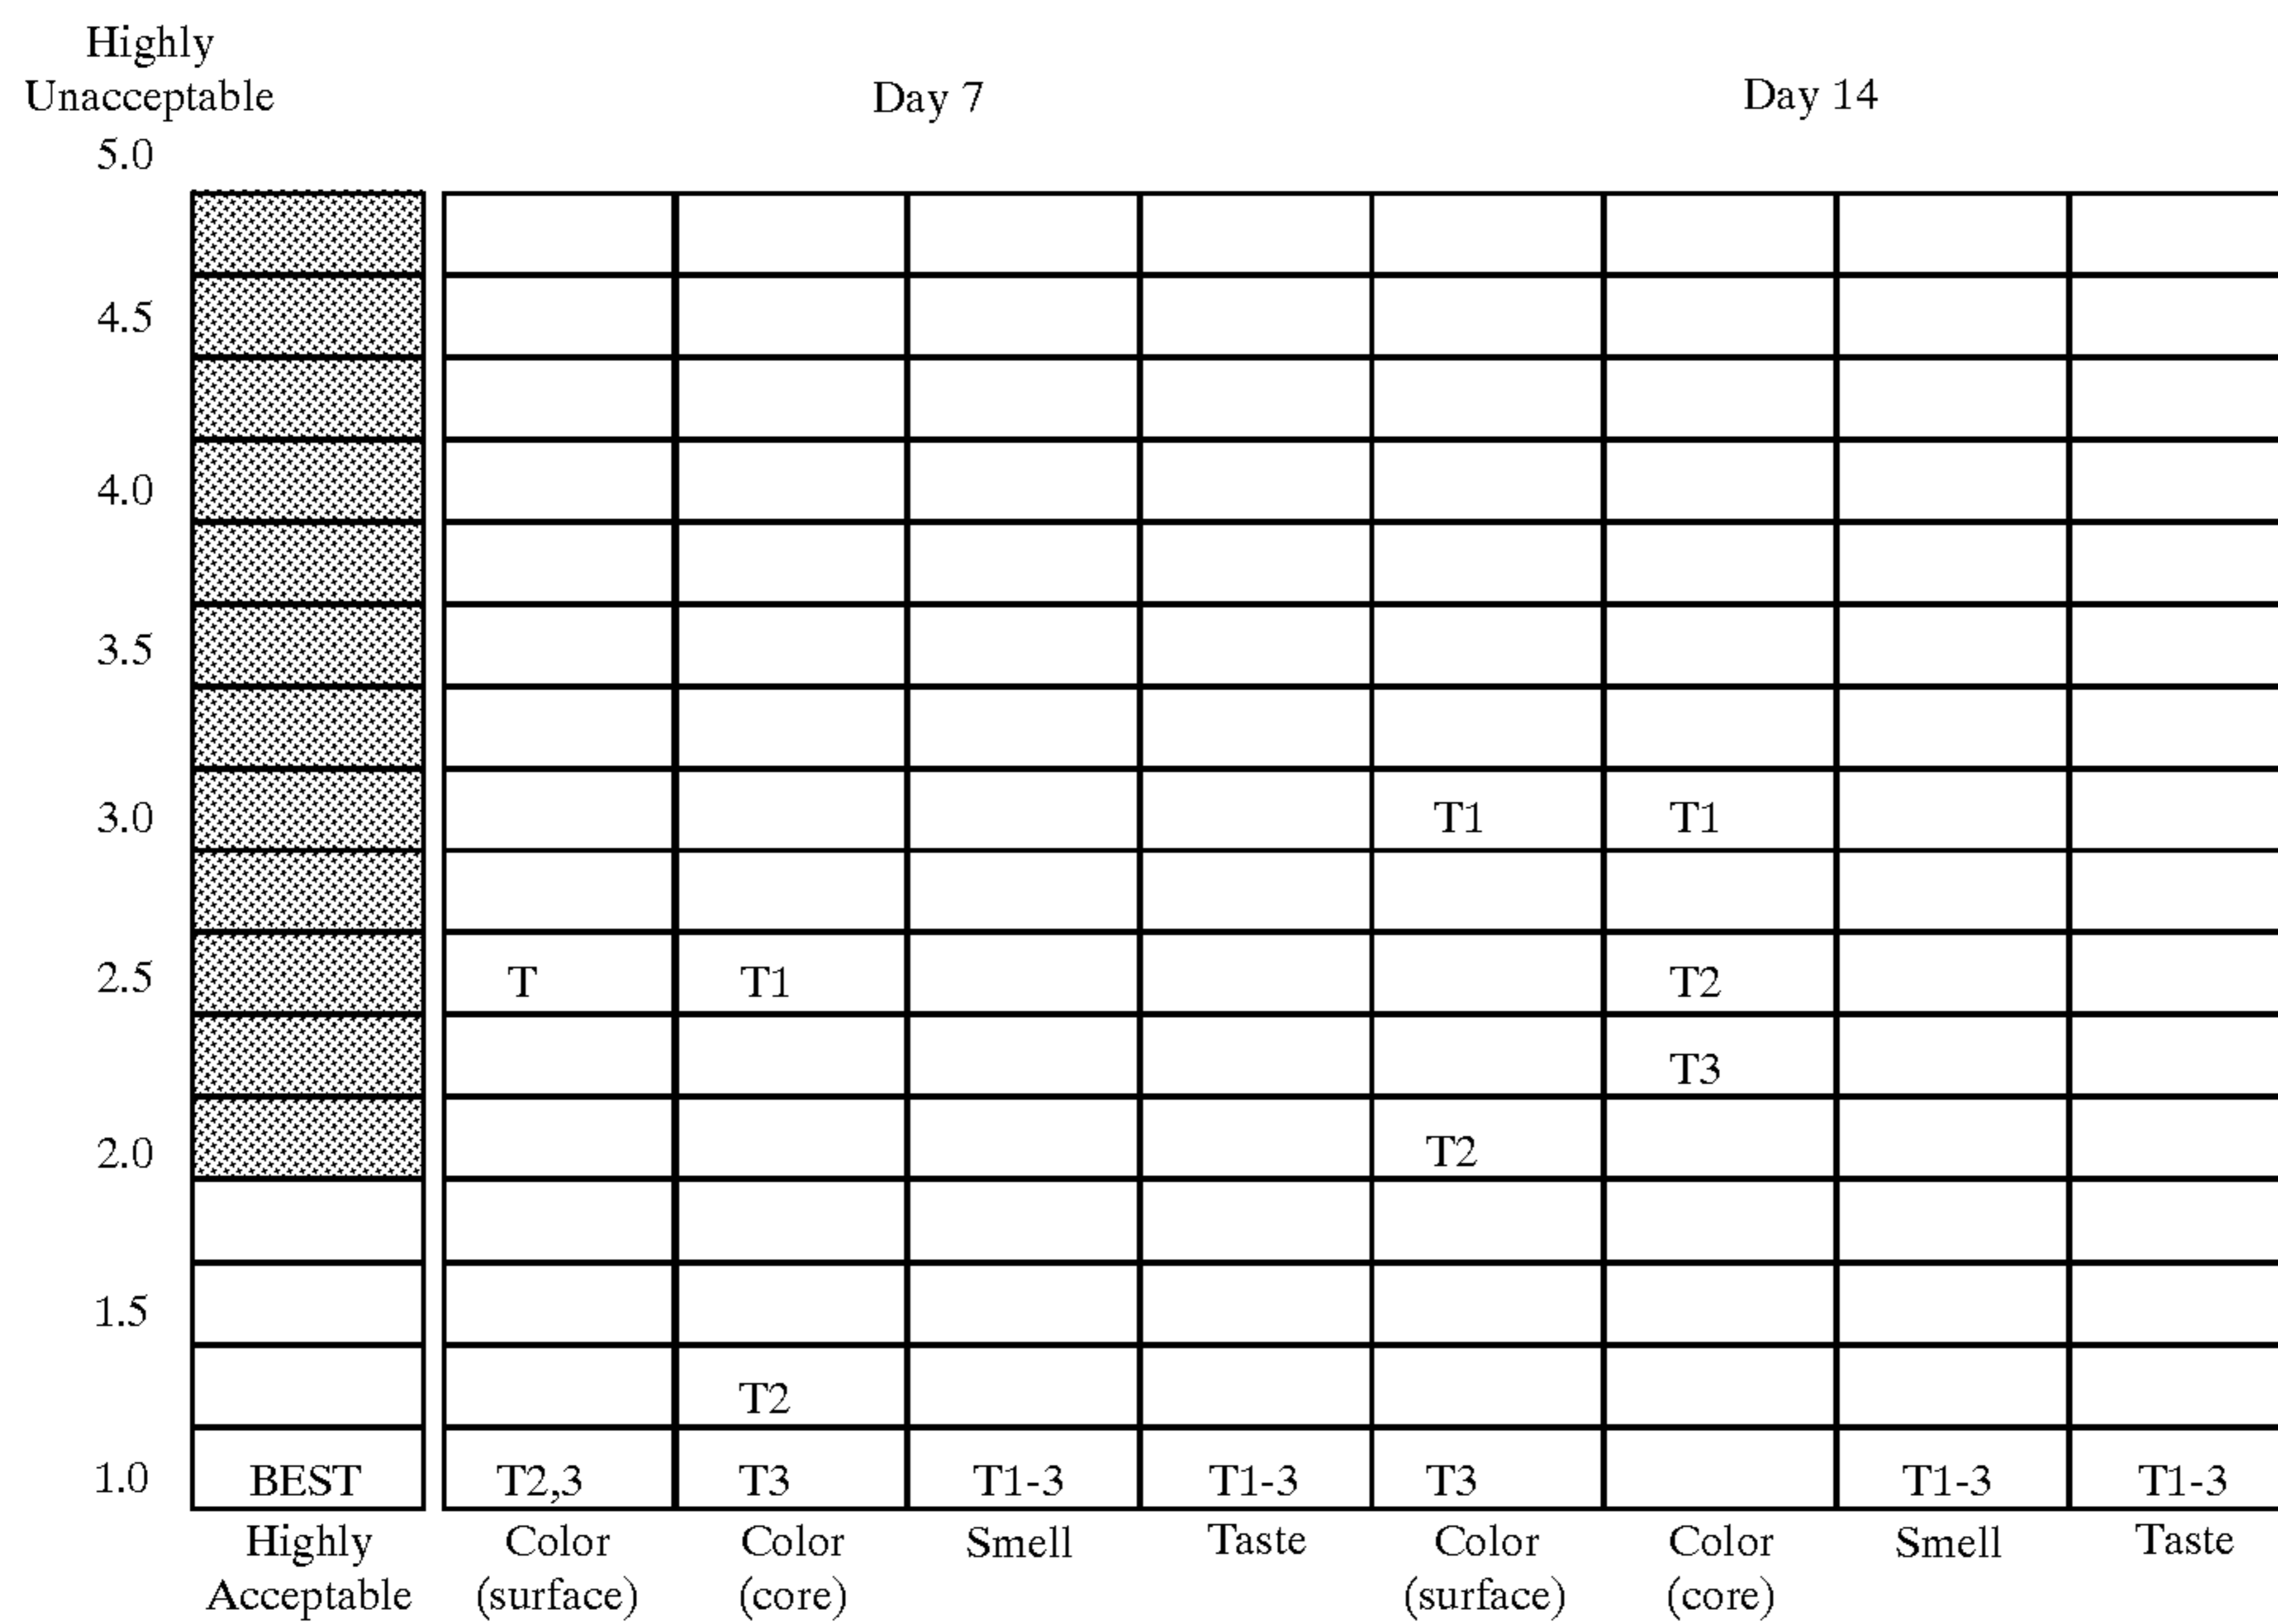 Highly
Unacceptable
Day 7
Day 14
5.0
4.5
4.0
3.5
3.0 T1 T1
2.5 T T1 T2
T3
2.0 T2
1.5
T2
1.0 BEST T2,3 T3 T1-3 T1-3 T3 T1-3 T1-3
Highly Color Color Smell Taste Color Color Smell Taste
Acceptable (surface) (core) (surface) (core)